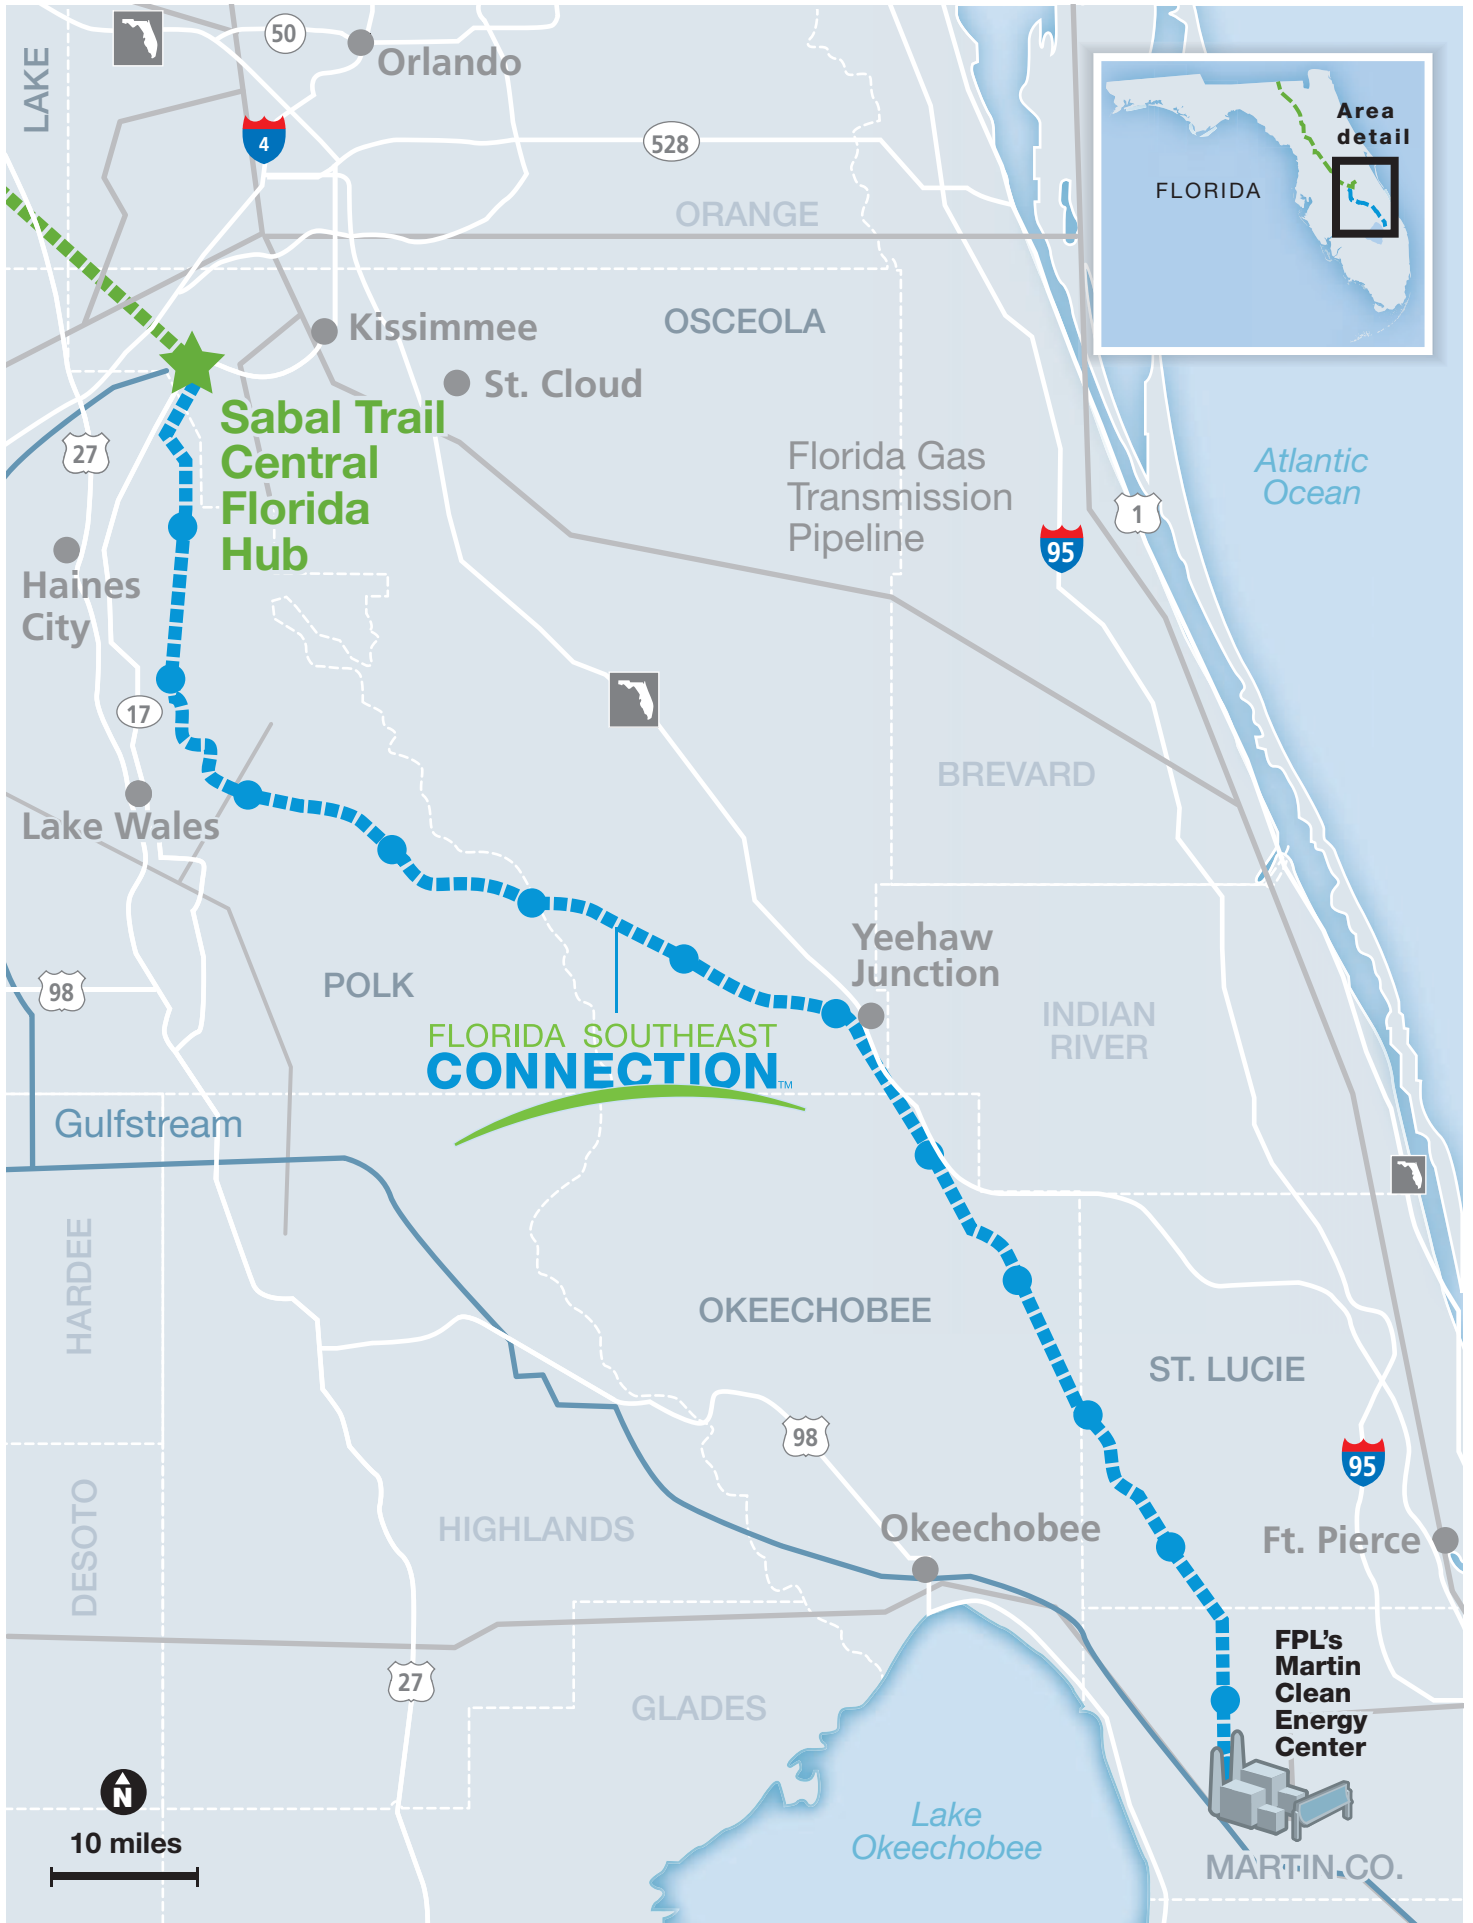 50
Orlando
LAKE
4
528
Area
detail
FLORIDA
ORANGE
Kissimmee
OSCEOLA
St. Cloud
Sabal Trail
Central
Florida
Hub
27
Florida Gas
Transmission
Pipeline
Atlantic
Ocean
1
95
Haines
City
17
BREVARD
Lake Wales
Yeehaw
Junction
POLK
98
INDIAN
RIVER
FLORIDA SOUTHEAST
CONNECTION™
Gulfstream
HARDEE
OKEECHOBEE
ST. LUCIE
98
95
DESOTO
HIGHLANDS
Okeechobee
Ft. Pierce
27
GLADES
FPL's
Martin
Clean
Energy
Center
N
10 miles
Lake
Okeechobee
MARTIN CO.